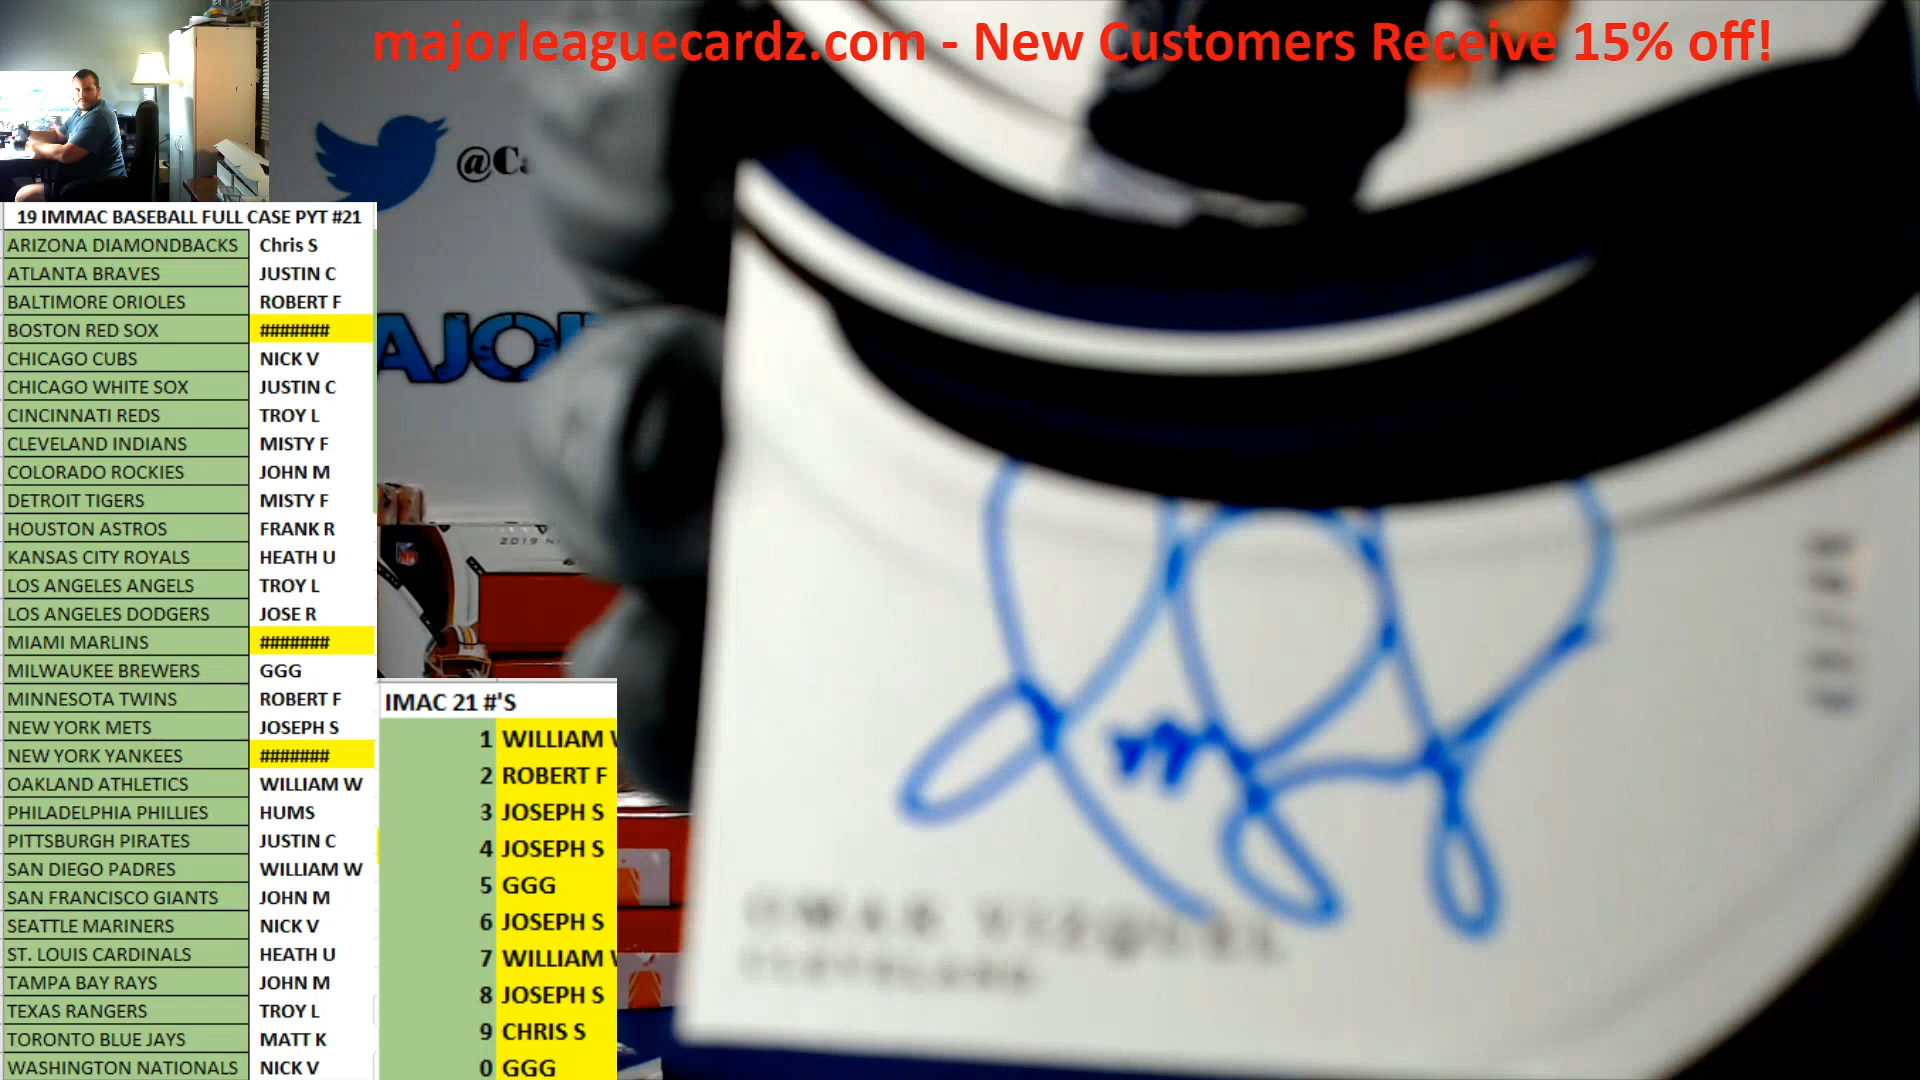 majorleaguecardz.com - New Customers Receive 15% off!
19 IMMAC BASEBALL FULL CASE PYT #21
ARIZONA DIAMONDBACKS Chris S
ATLANTA BRAVES JUSTIN C
BALTIMORE ORIOLES ROBERT F
BOSTON RED SOX #######
CHICAGO CUBS NICK V
CHICAGO WHITE SOX JUSTIN C
CINCINNATI REDS TROY L
CLEVELAND INDIANS MISTY F
COLORADO ROCKIES JOHN M
DETROIT TIGERS MISTY F
HOUSTON ASTROS FRANK R
KANSAS CITY ROYALS HEATH U
LOS ANGELES ANGELS TROY L
LOS ANGELES DODGERS JOSE R
MIAMI MARLINS #######
MILWAUKEE BREWERS GGG
MINNESOTA TWINS ROBERT F
NEW YORK METS JOSEPH S
NEW YORK YANKEES #######
OAKLAND ATHLETICS WILLIAM W
PHILADELPHIA PHILLIES HUMS
PITTSBURGH PIRATES JUSTIN C
SAN DIEGO PADRES WILLIAM W
SAN FRANCISCO GIANTS JOHN M
SEATTLE MARINERS NICK V
ST. LOUIS CARDINALS HEATH U
TAMPA BAY RAYS JOHN M
TEXAS RANGERS TROY L
TORONTO BLUE JAYS MATT K
WASHINGTON NATIONALS NICK V
IMAC 21 #'S
1 WILLIAM
2 ROBERT F
3 JOSEPH S
4 JOSEPH S
5 GGG
6 JOSEPH S
7 WILLIAM
8 JOSEPH S
9 CHRIS S
0 GGG
2019
OMAR VIZQUEL
CLEVELAND